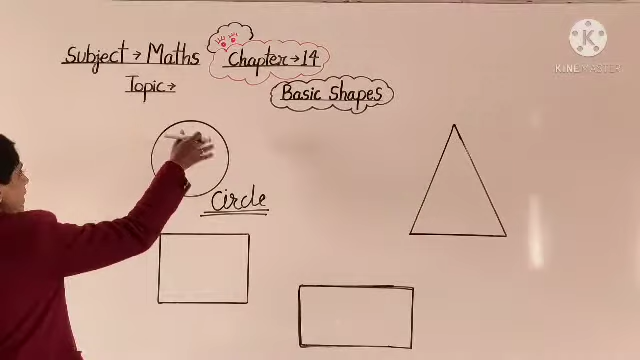 Subject → Maths
Chapter → 14
Topic →
Basic Shapes
Circle
K
KINEMASTER